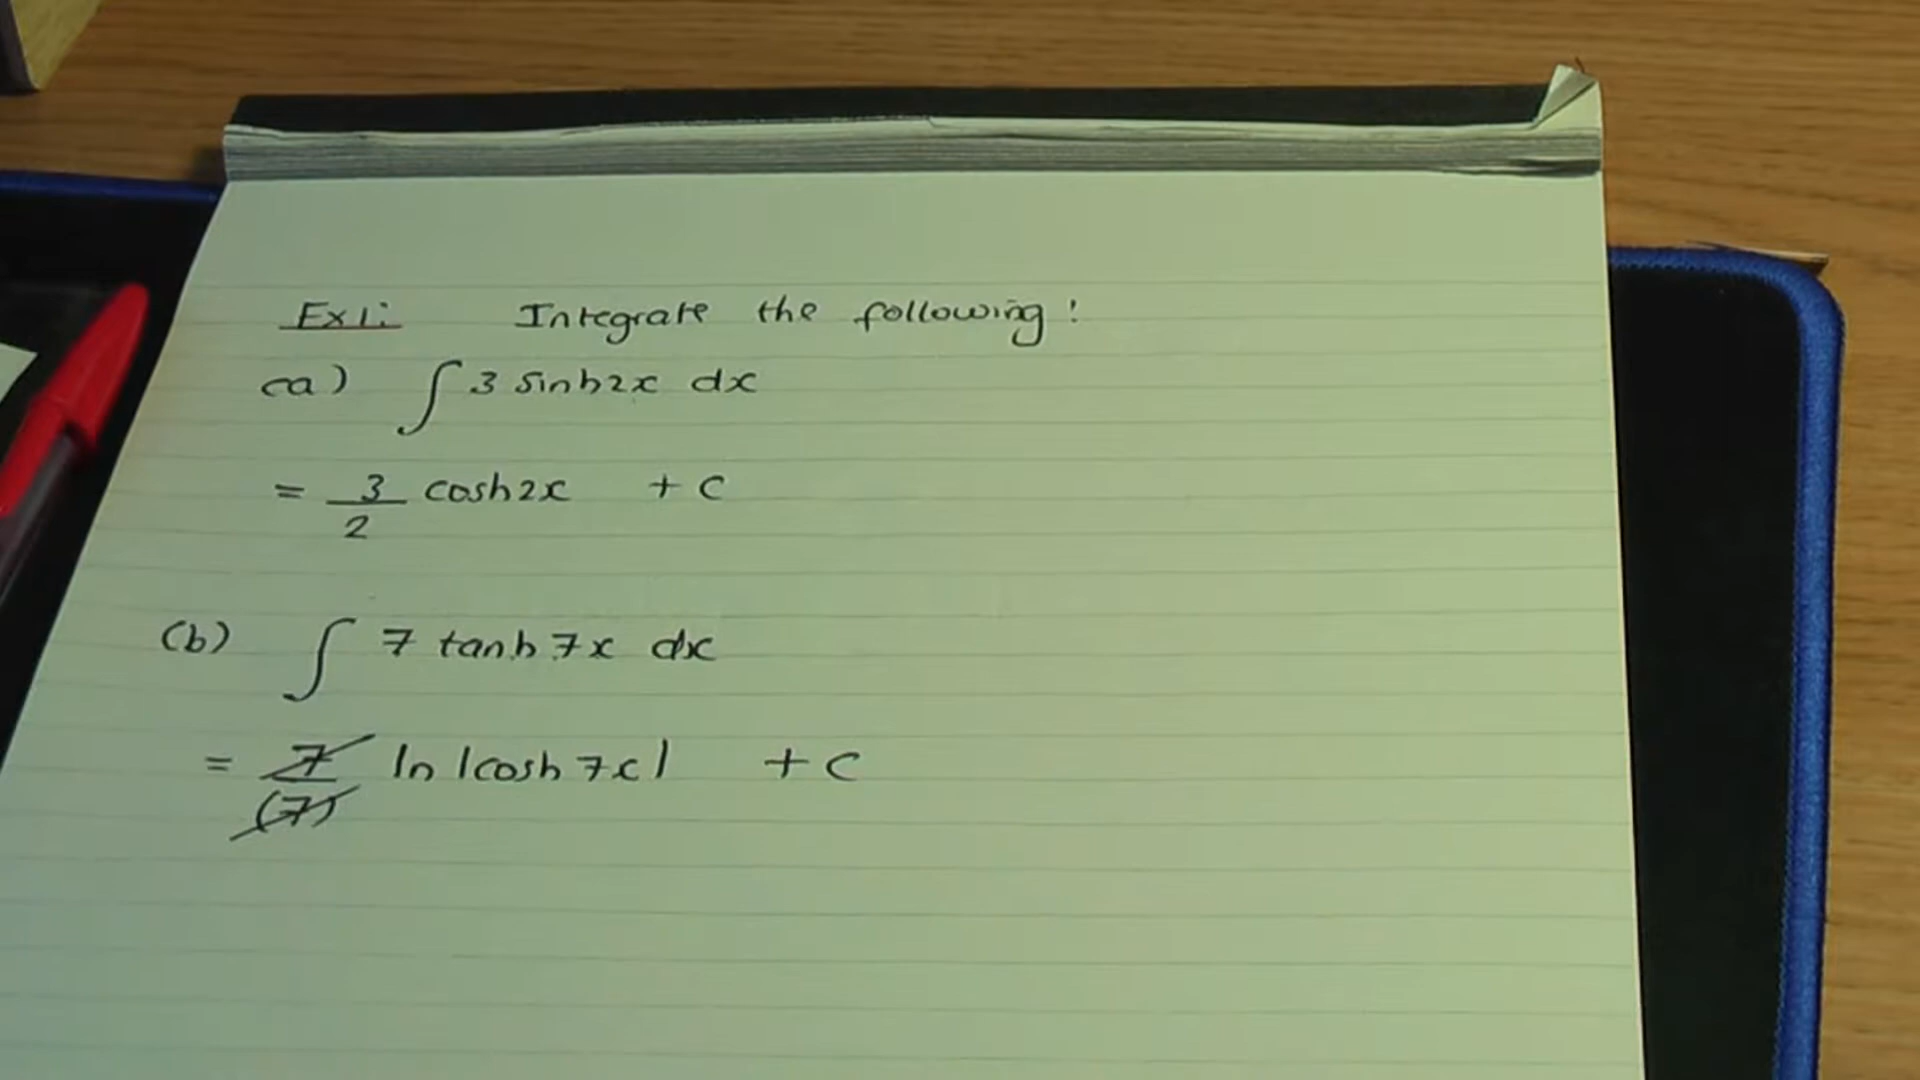 Ex1: Integrate the following:
(a) ∫ 3 sinh2x dx
= 3/2 cosh2x + c
(b) ∫ 7 tanh 7x dx
= 7/(7) ln |cosh 7x| + c